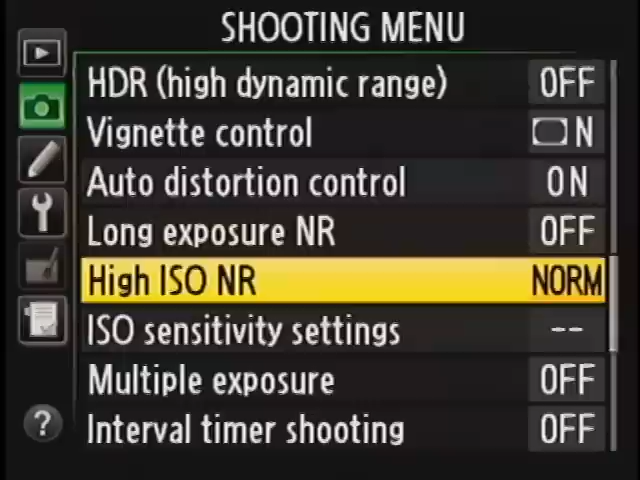 SHOOTING MENU
HDR (high dynamic range) OFF
Vignette control N
Auto distortion control ON
Long exposure NR OFF
High ISO NR NORM
ISO sensitivity settings --
Multiple exposure OFF
? Interval timer shooting OFF